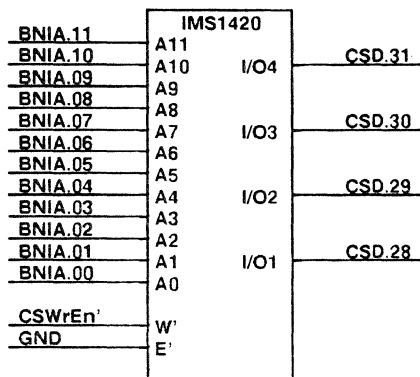 IMS1420
BNIA.11 A11
BNIA.10 A10 I/O4 CSD.31
BNIA.09 A9
BNIA.08 A8
BNIA.07 A7 I/O3 CSD.30
BNIA.06 A6
BNIA.05 A5
BNIA.04 A4 I/O2 CSD.29
BNIA.03 A3
BNIA.02 A2
BNIA.01 A1 I/O1 CSD.28
BNIA.00 A0
CSWrEn' W'
GND E'